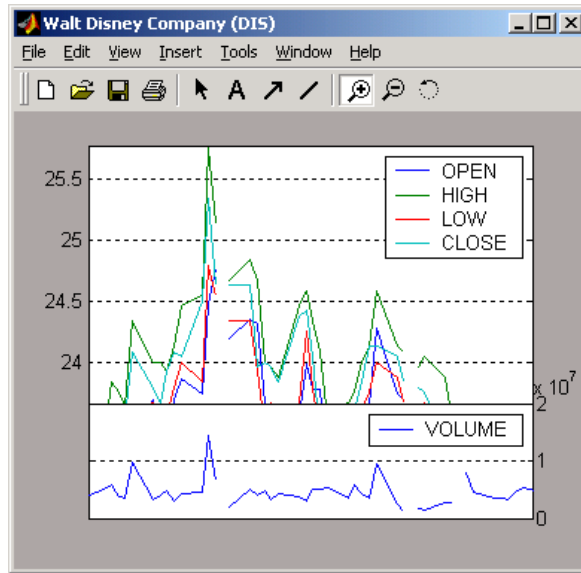 Walt Disney Company (DIS)
File Edit View Insert Tools Window Help
A
25.5
25
24.5
24
OPEN
HIGH
LOW
CLOSE
x 10^7
2
1
0
VOLUME